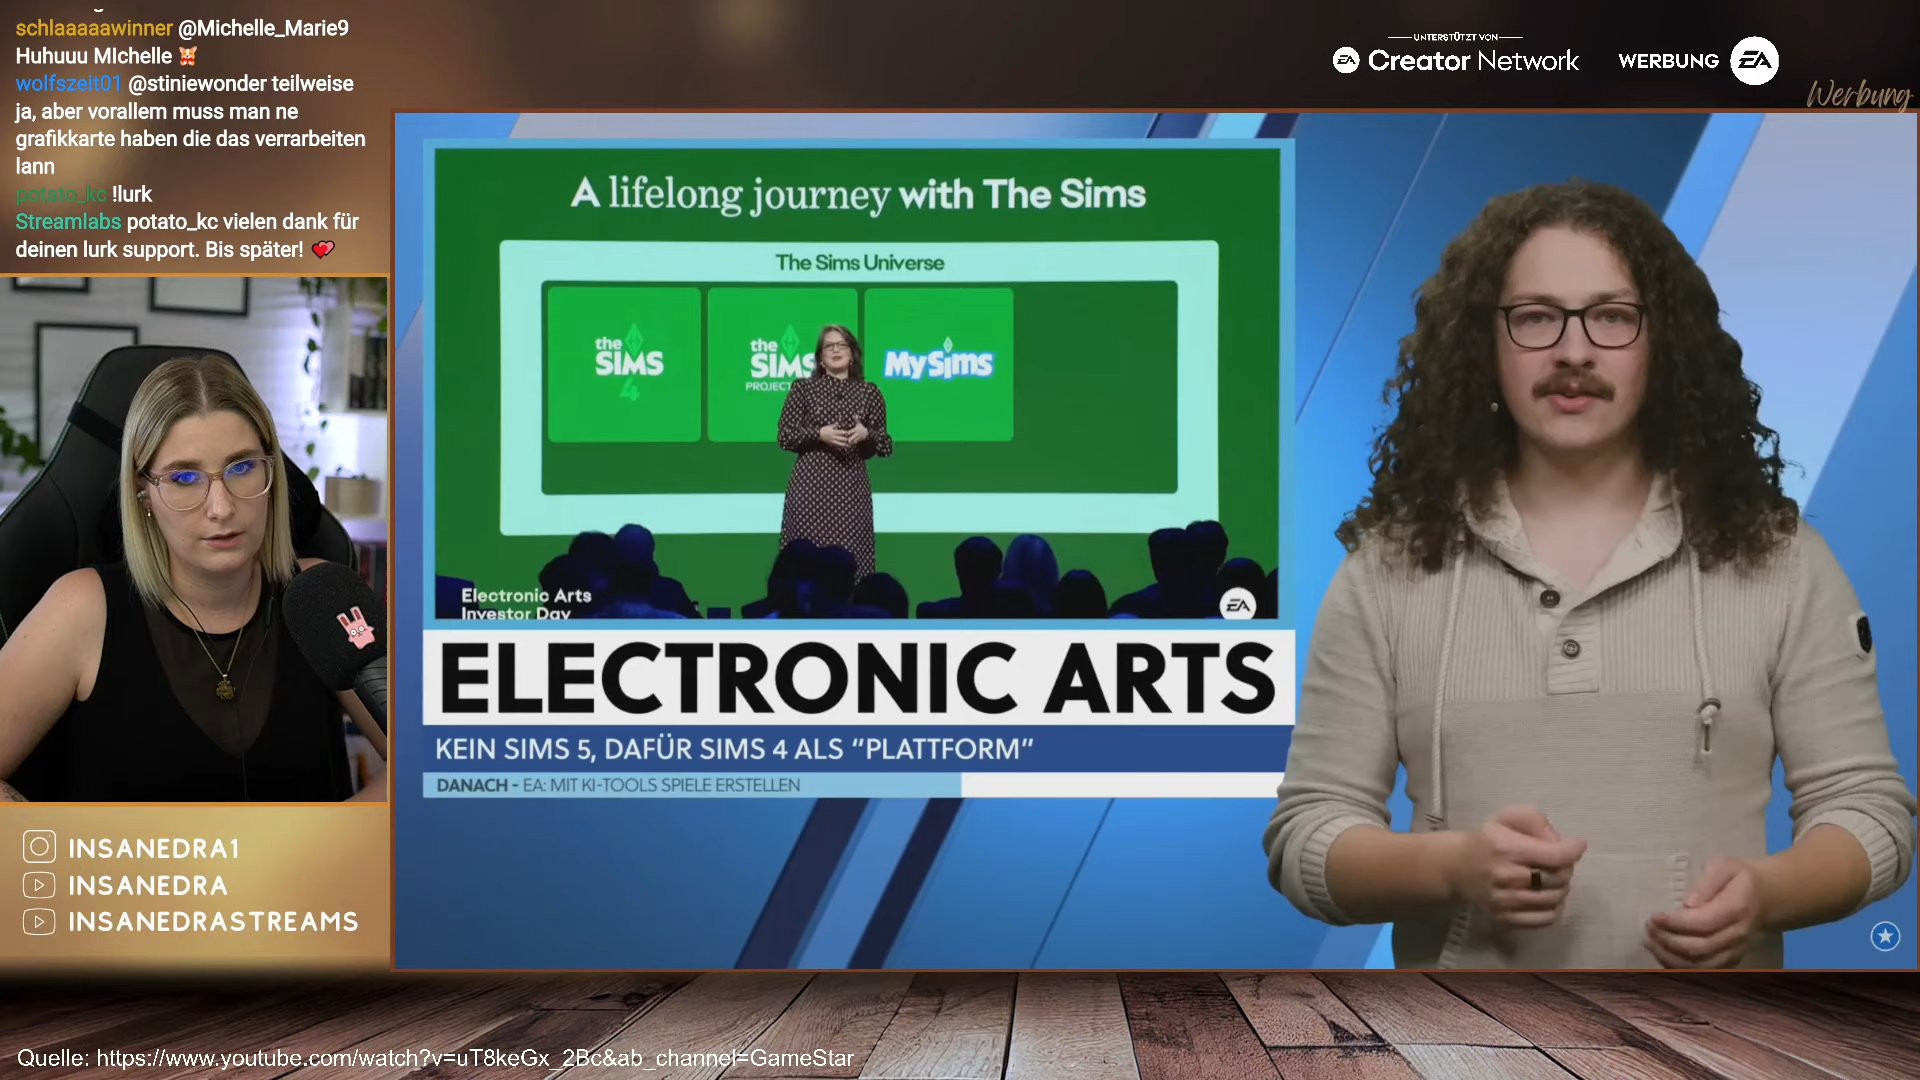 schlaaaaawinner @Michelle_Marie9
Huhuuu MIchelle
wolfszeit01 @stiniewonder teilweise
ja, aber vorallem muss man ne
grafikkarte haben die das verrarbeiten
lann
potato_kc !lurk
Streamlabs potato_kc vielen dank für
deinen lurk support. Bis später!
UNTERSTÜTZT VON
EA Creator Network
WERBUNG EA
Werbung
A lifelong journey with The Sims
The Sims Universe
the
SIMS
4
the
SIMS
PROJECT
MySims
Electronic Arts
Investor Day
EA
ELECTRONIC ARTS
KEIN SIMS 5, DAFÜR SIMS 4 ALS “PLATTFORM”
DANACH - EA: MIT KI-TOOLS SPIELE ERSTELLEN
INSANEDRA1
INSANEDRA
INSANEDRASTREAMS
Quelle: https://www.youtube.com/watch?v=uT8keGx_2Bc&ab_channel=GameStar